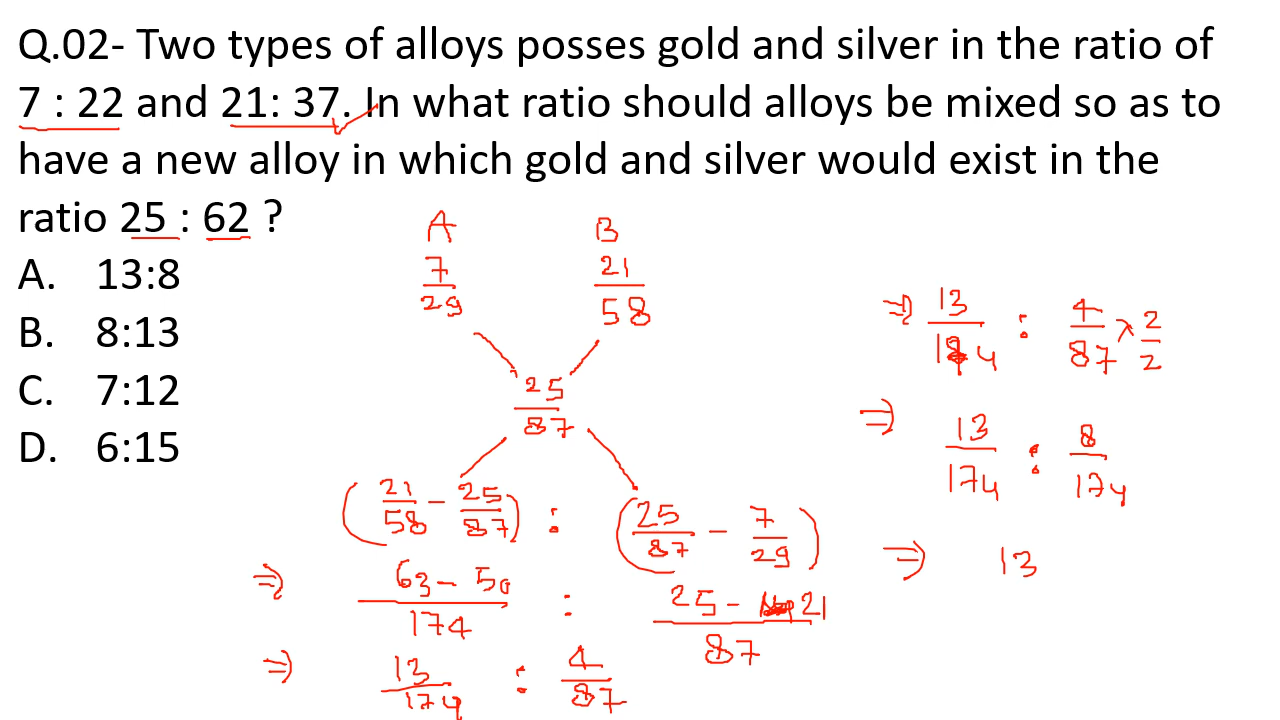 Q.02- Two types of alloys posses gold and silver in the ratio of
7 : 22 and 21: 37. In what ratio should alloys be mixed so as to
have a new alloy in which gold and silver would exist in the
ratio 25 : 62 ?
A. 13:8
B. 8:13
C. 7:12
D. 6:15
A B
7/29 21/58
25/87
(21/58 - 25/87) : (25/87 - 7/29)
⇒ 63 - 50/174 : 25 - 21/87
⇒ 13/174 : 4/87
⇒ 13/174 : 4/87 × 2/2
⇒ 13/174 : 8/174
⇒ 13